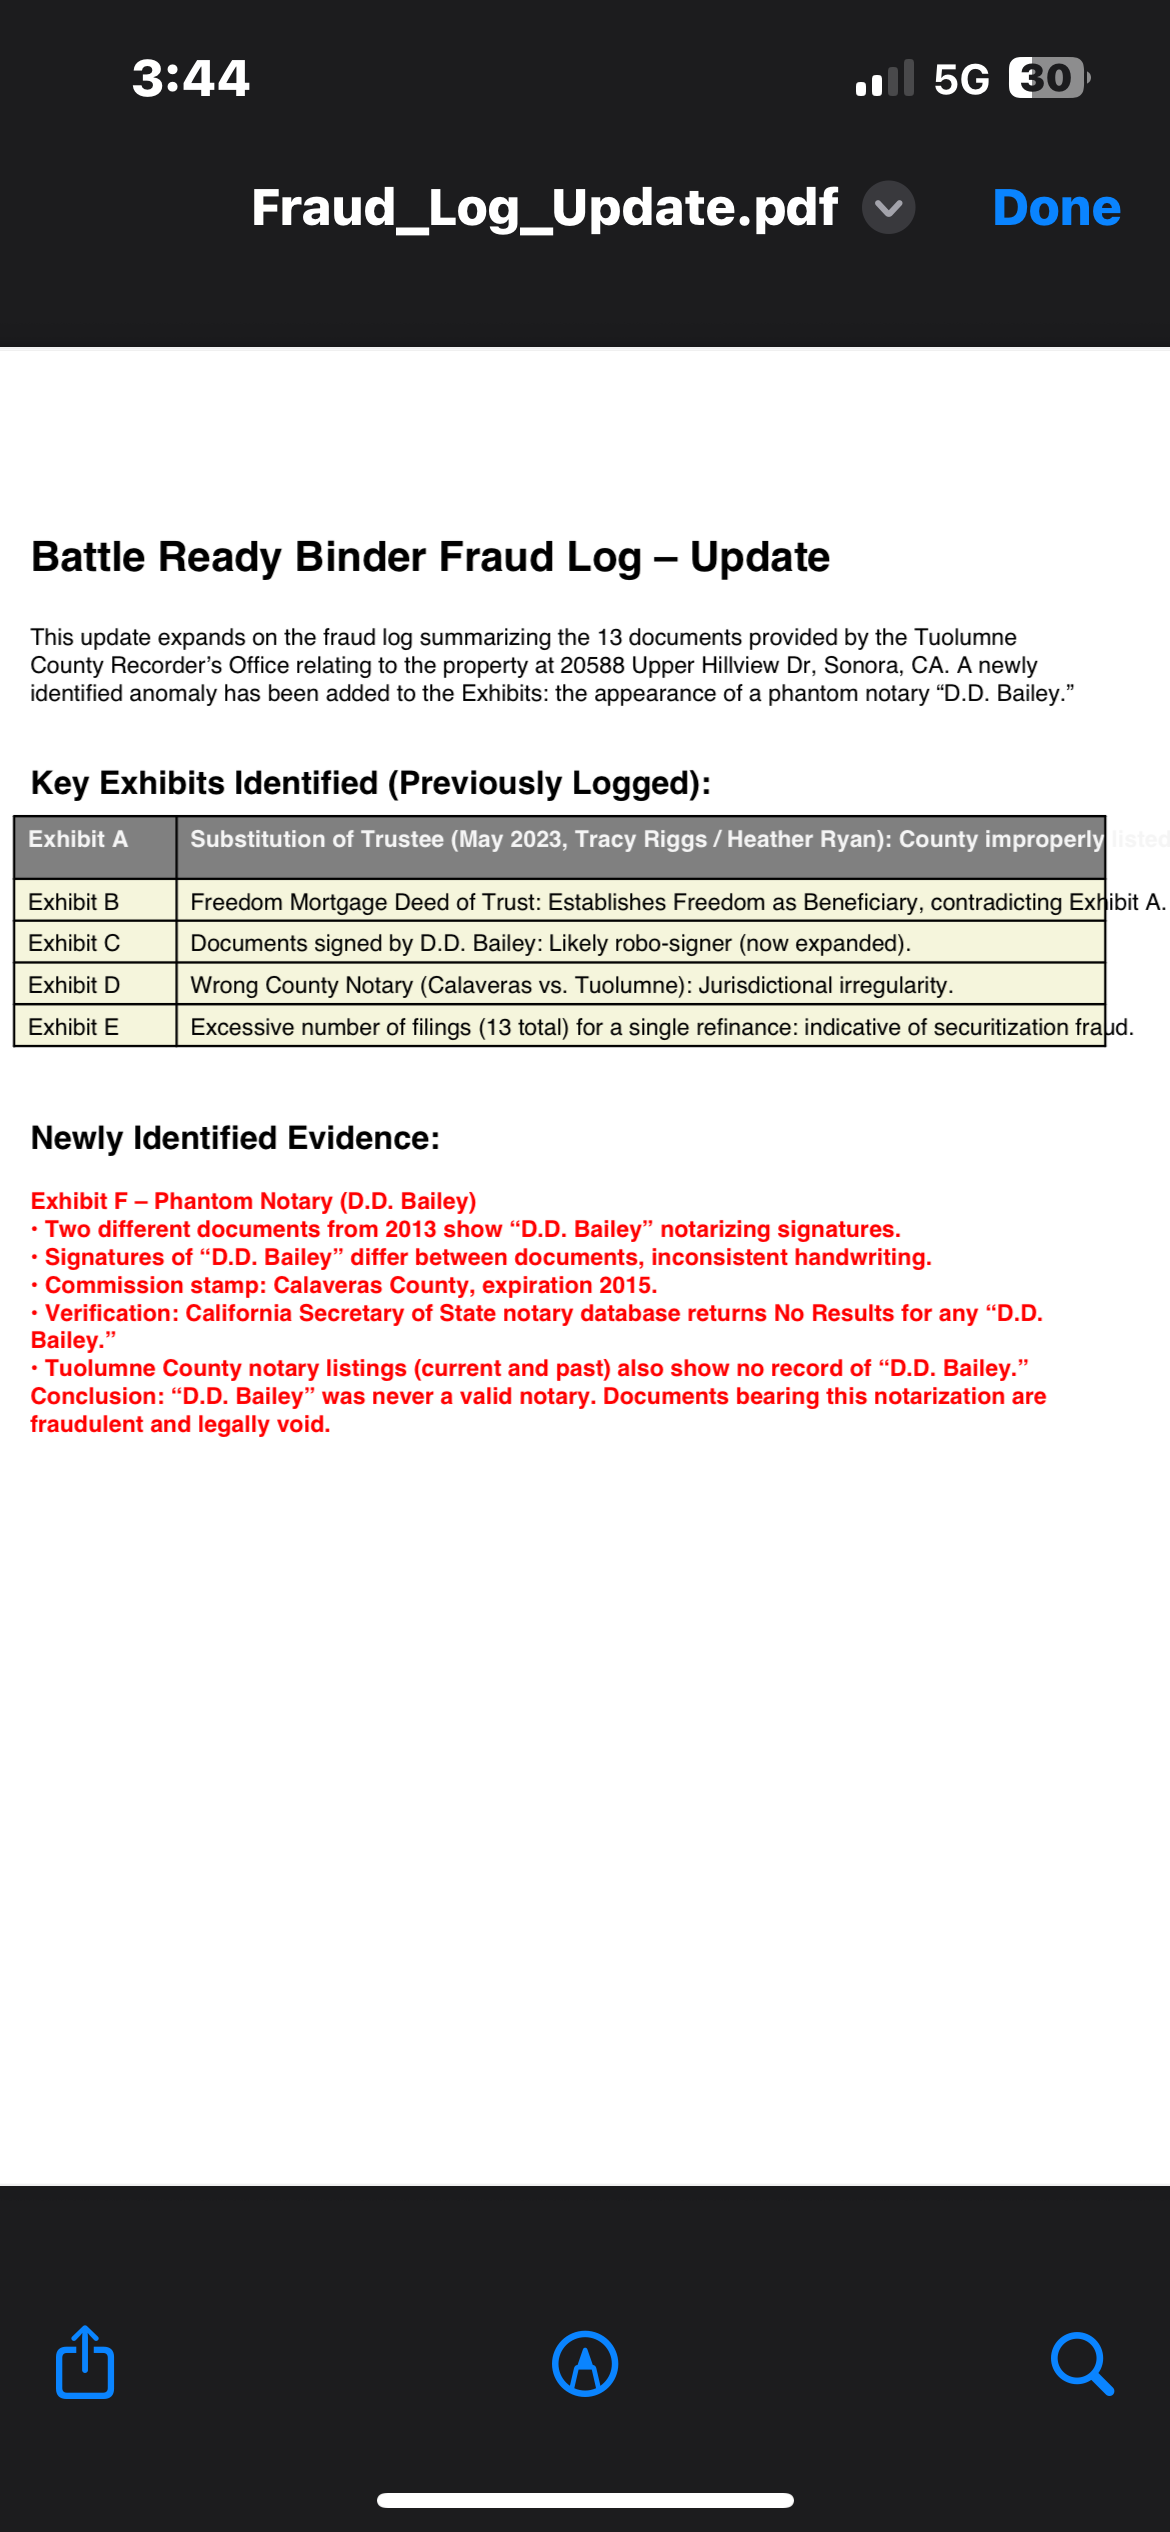 3:44
5G 30
Fraud_Log_Update.pdf
Done
Battle Ready Binder Fraud Log – Update
This update expands on the fraud log summarizing the 13 documents provided by the Tuolumne
County Recorder’s Office relating to the property at 20588 Upper Hillview Dr, Sonora, CA. A newly
identified anomaly has been added to the Exhibits: the appearance of a phantom notary “D.D. Bailey.”
Key Exhibits Identified (Previously Logged):
Exhibit A Substitution of Trustee (May 2023, Tracy Riggs / Heather Ryan): County improperly listed
Exhibit B Freedom Mortgage Deed of Trust: Establishes Freedom as Beneficiary, contradicting Exhibit A.
Exhibit C Documents signed by D.D. Bailey: Likely robo-signer (now expanded).
Exhibit D Wrong County Notary (Calaveras vs. Tuolumne): Jurisdictional irregularity.
Exhibit E Excessive number of filings (13 total) for a single refinance: indicative of securitization fraud.
Newly Identified Evidence:
Exhibit F – Phantom Notary (D.D. Bailey)
• Two different documents from 2013 show “D.D. Bailey” notarizing signatures.
• Signatures of “D.D. Bailey” differ between documents, inconsistent handwriting.
• Commission stamp: Calaveras County, expiration 2015.
• Verification: California Secretary of State notary database returns No Results for any “D.D.
Bailey.”
• Tuolumne County notary listings (current and past) also show no record of “D.D. Bailey.”
Conclusion: “D.D. Bailey” was never a valid notary. Documents bearing this notarization are
fraudulent and legally void.